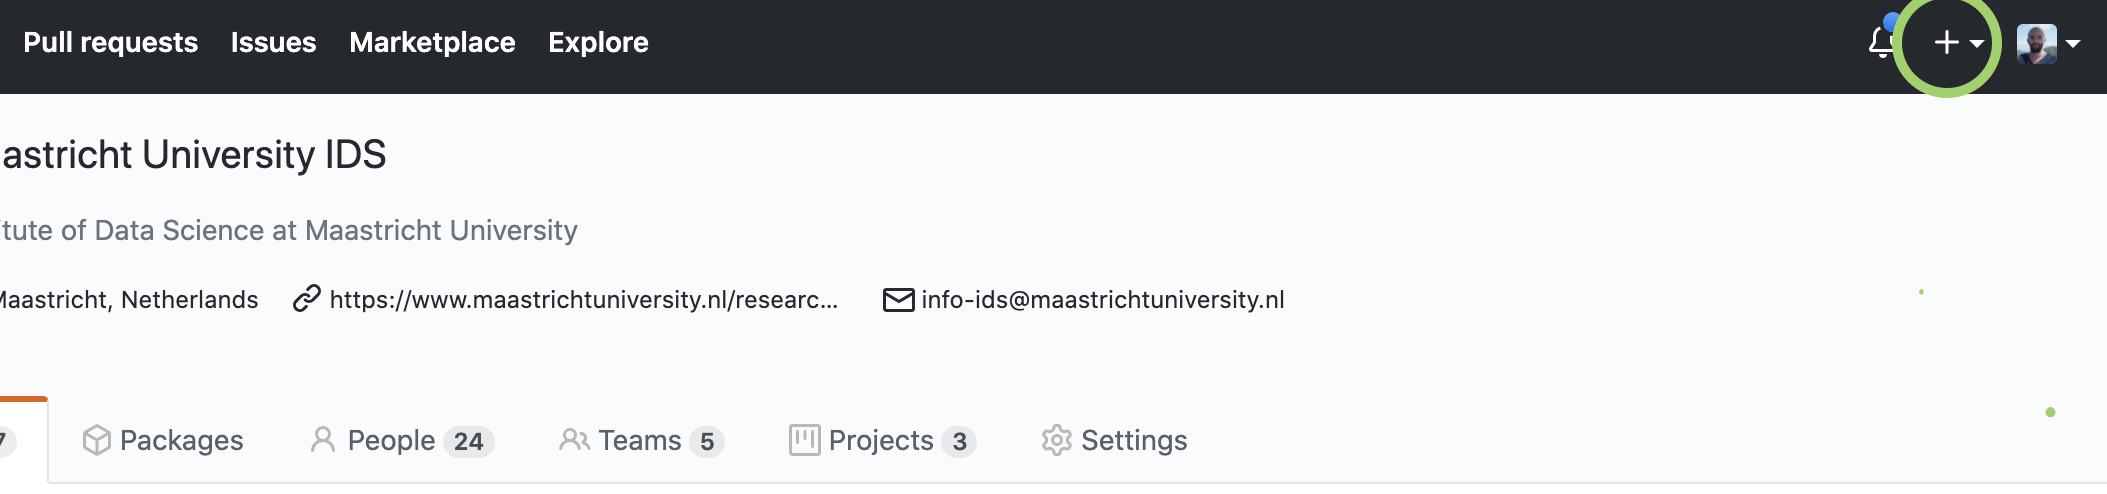 Pull requests Issues Marketplace Explore
astricht University IDS
tute of Data Science at Maastricht University
Maastricht, Netherlands https://www.maastrichtuniversity.nl/researc... info-ids@maastrichtuniversity.nl
7 Packages People 24 Teams 5 Projects 3 Settings